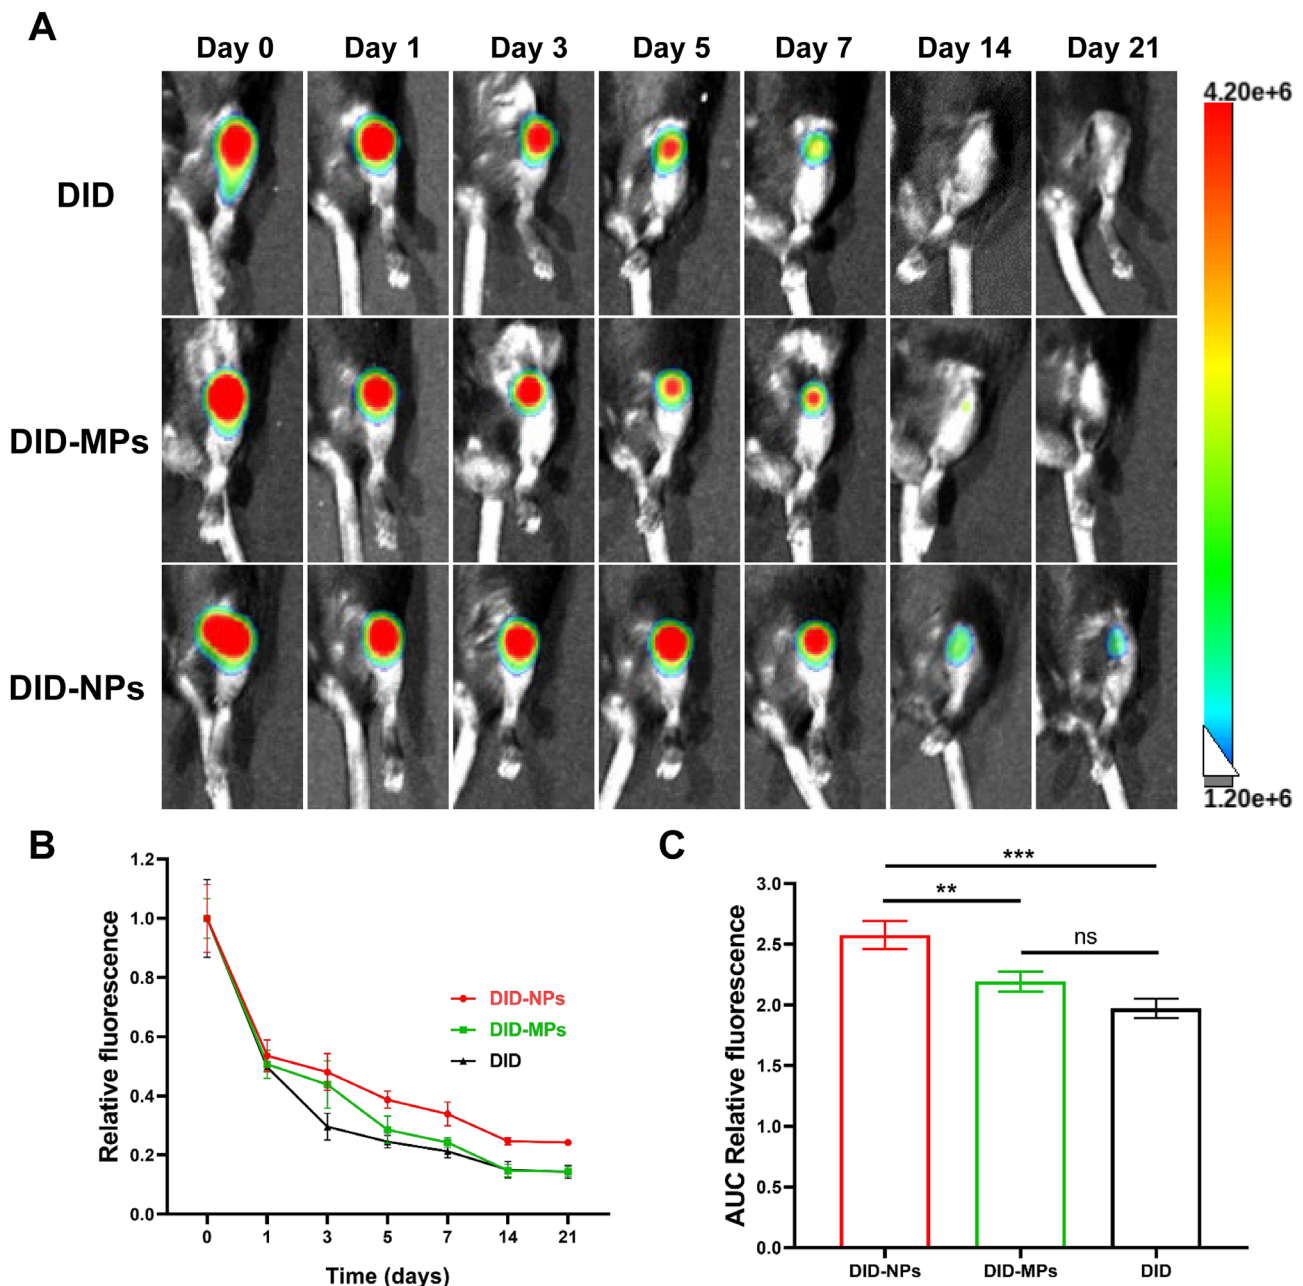 A
Day 0 Day 1 Day 3 Day 5 Day 7 Day 14 Day 21
4.20e+6
DID
DID-MPs
DID-NPs
1.20e+6
B
Relative fluorescence
1.2
1.0
0.8
0.6
0.4
0.2
0.0
DID-NPs
DID-MPs
DID
0 1 3 5 7 14 21
Time (days)
C
AUC Relative fluorescence
3.0
2.5
2.0
1.5
1.0
0.5
0.0
***
**
ns
DID-NPs DID-MPs DID